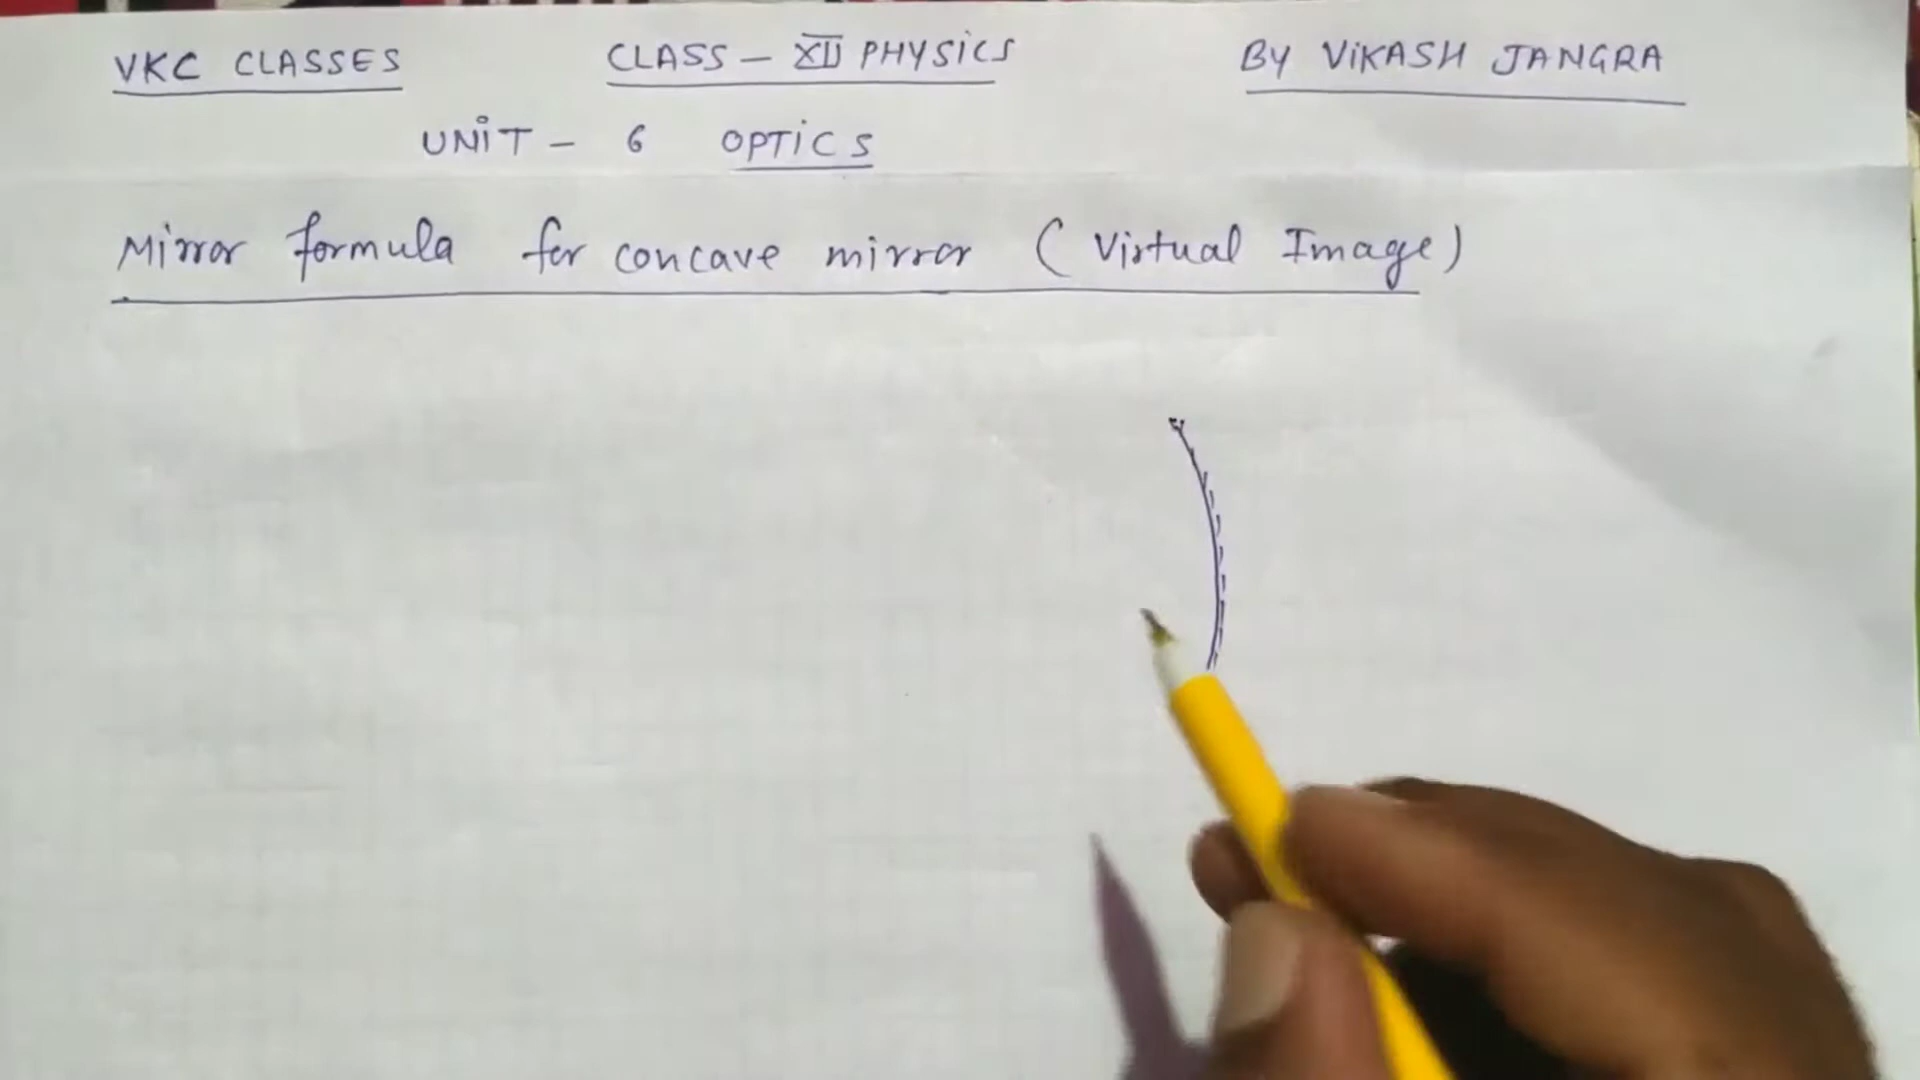 VKC CLASSES CLASS - XII PHYSICS BY VIKASH JANGRA
UNIT - 6 OPTICS
Mirror formula for concave mirror (Virtual Image)